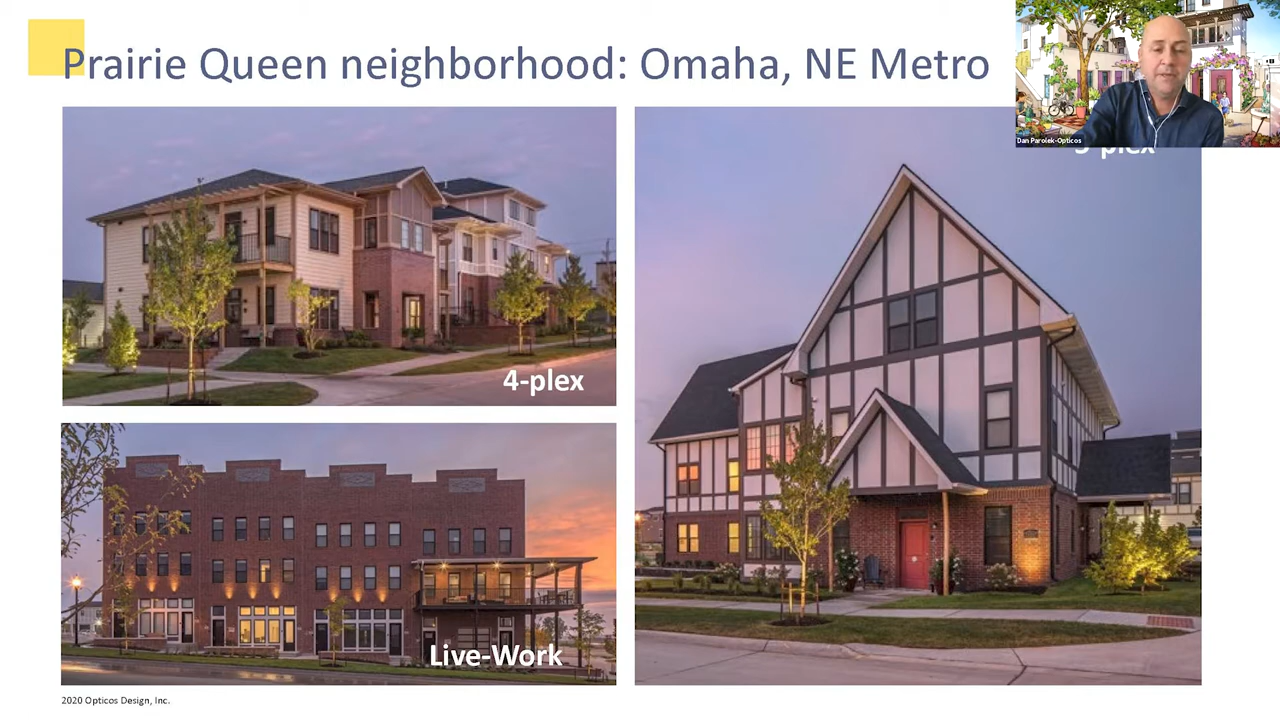 Prairie Queen neighborhood: Omaha, NE Metro
Dan Parolek-Opticos
4-plex
Live-Work
2020 Opticos Design, Inc.